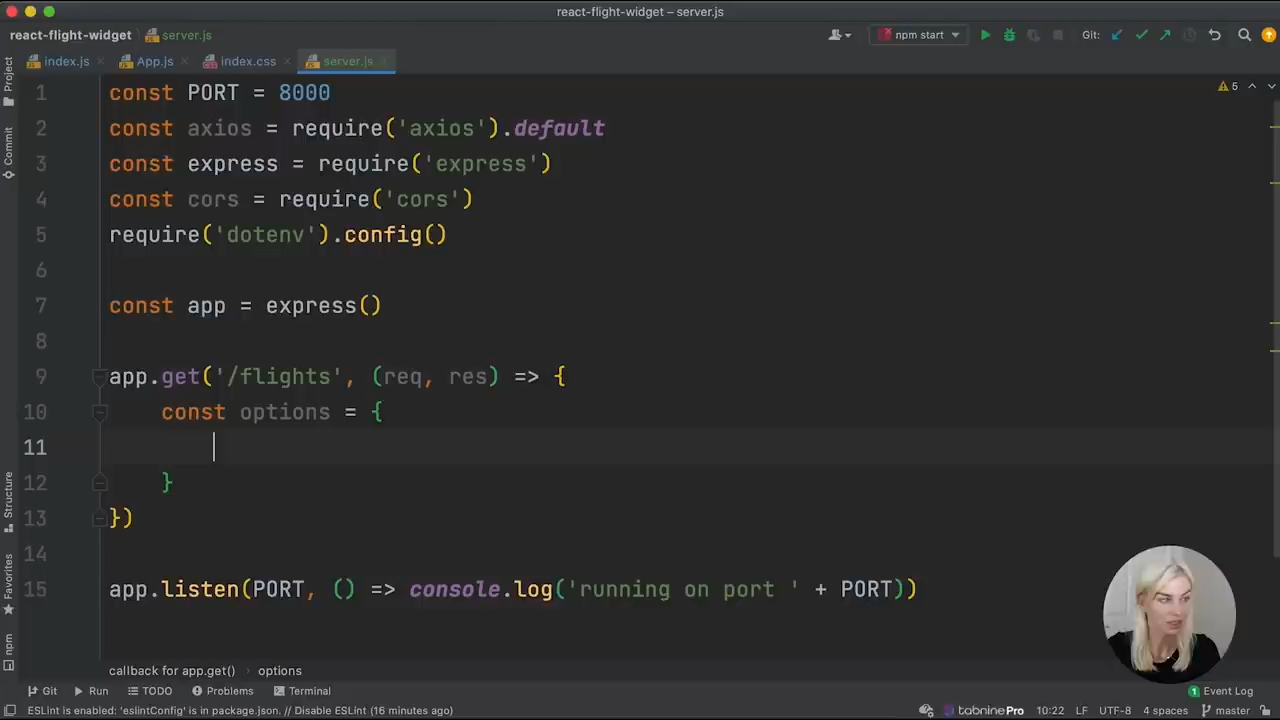 react-flight-widget – server.js
react-flight-widget server.js
npm start
Git:
index.js
App.js
index.css
server.js
Project
Commit
Structure
Favorites
npm
5
1 const PORT = 8000
2 const axios = require('axios').default
3 const express = require('express')
4 const cors = require('cors')
5 require('dotenv').config()
6
7 const app = express()
8
9 app.get('/flights', (req, res) => {
10 const options = {
11
12 }
13 })
14
15 app.listen(PORT, () => console.log('running on port ' + PORT))
callback for app.get() › options
Git Run TODO Problems Terminal
1 Event Log
ESLint is enabled: 'eslintConfig' is in package.json. // Disable ESLint (16 minutes ago)
tabninePro 10:22 LF UTF-8 4 spaces master